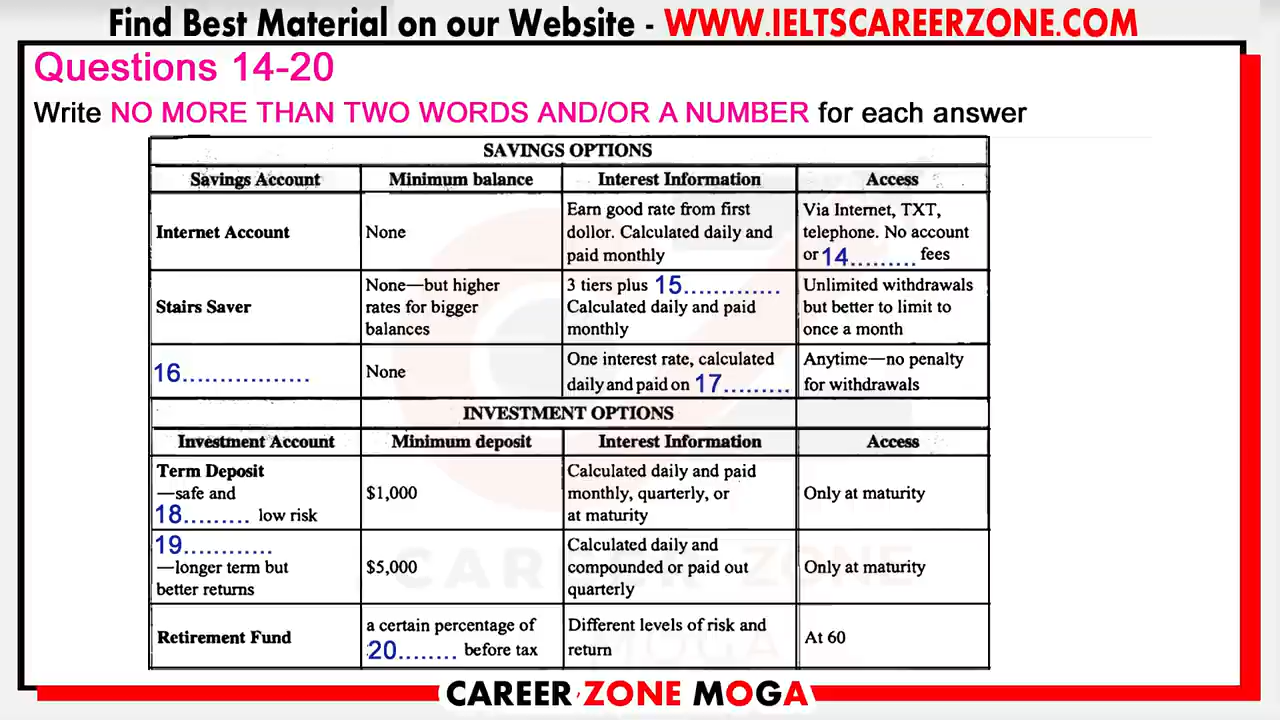 Find Best Material on our Website - WWW.IELTSCAREERZONE.COM
Questions 14-20
Write NO MORE THAN TWO WORDS AND/OR A NUMBER for each answer
SAVINGS OPTIONS
Savings Account Minimum balance Interest Information Access
Internet Account
None
Earn good rate from first
dollor. Calculated daily and
paid monthly
Via Internet, TXT,
telephone. No account
or 14......... fees
Stairs Saver
None—but higher
rates for bigger
balances
3 tiers plus 15.............
Calculated daily and paid
monthly
Unlimited withdrawals
but better to limit to
once a month
16.................
None
One interest rate, calculated
daily and paid on 17.........
Anytime—no penalty
for withdrawals
INVESTMENT OPTIONS
Investment Account Minimum deposit Interest Information Access
Term Deposit
—safe and
18......... low risk
$1,000
Calculated daily and paid
monthly, quarterly, or
at maturity
Only at maturity
19............
—longer term but
better returns
$5,000
Calculated daily and
compounded or paid out
quarterly
Only at maturity
Retirement Fund
a certain percentage of
20........ before tax
Different levels of risk and
return
At 60
CAREER ZONE
MOGA
CAREER ZONE MOGA